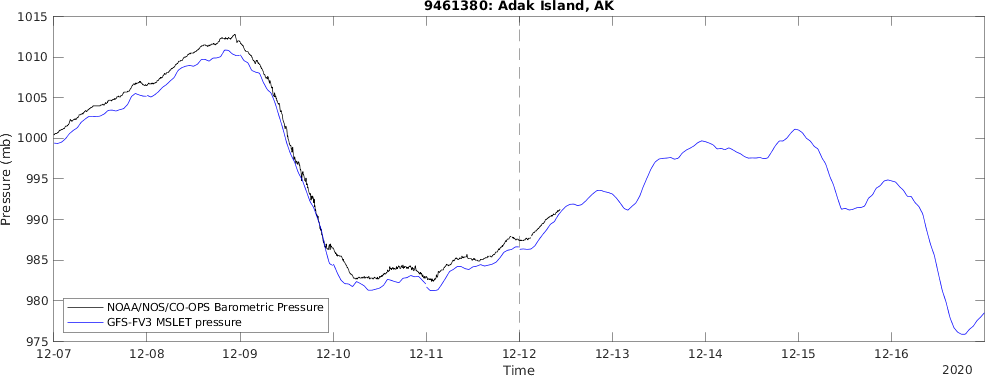 9461380: Adak Island, AK
1015
1010
1005
1000
995
990
985
980
975
Pressure (mb)
NOAA/NOS/CO-OPS Barometric Pressure
GFS-FV3 MSLET pressure
12-07 12-08 12-09 12-10 12-11 12-12 12-13 12-14 12-15 12-16
Time
2020